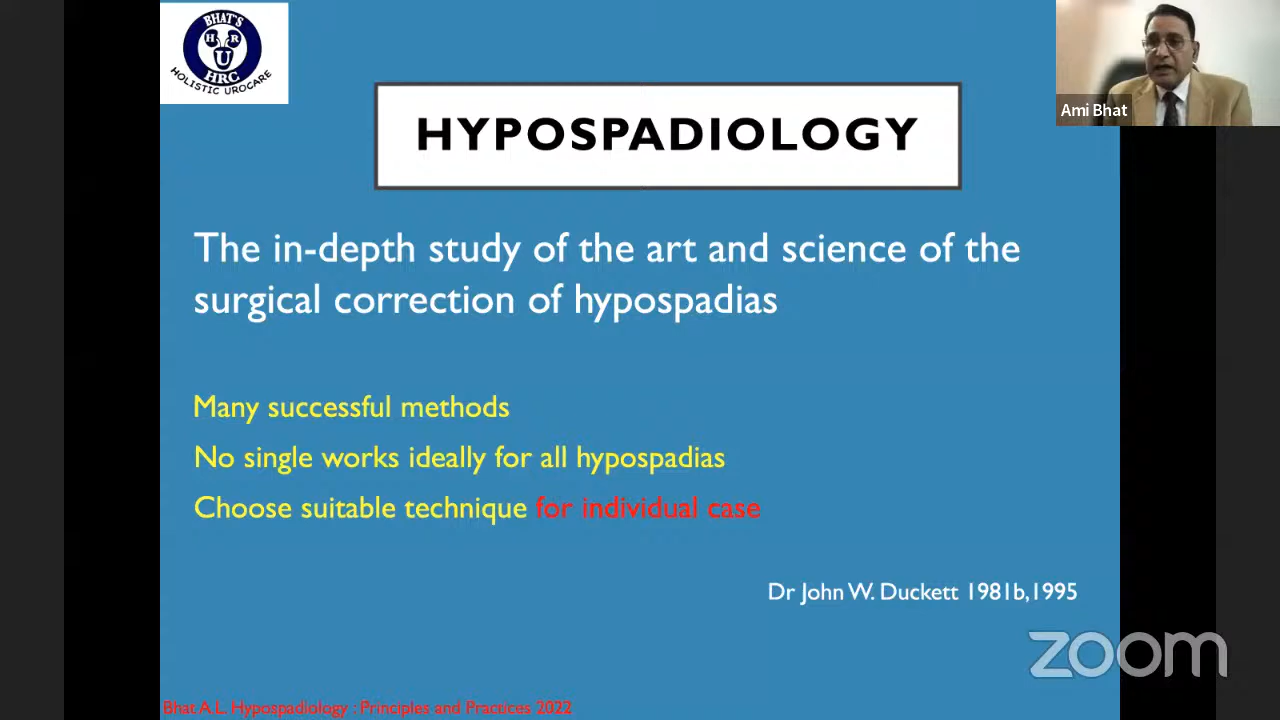 BHAT'S
H R
U
HRC
HOLISTIC UROCARE
Ami Bhat
HYPOSPADIOLOGY
The in-depth study of the art and science of the
surgical correction of hypospadias
Many successful methods
No single works ideally for all hypospadias
Choose suitable technique for individual case
Dr John W. Duckett 1981b,1995
zoom
Bhat A.L. Hypospadiology : Principles and Practices 2022